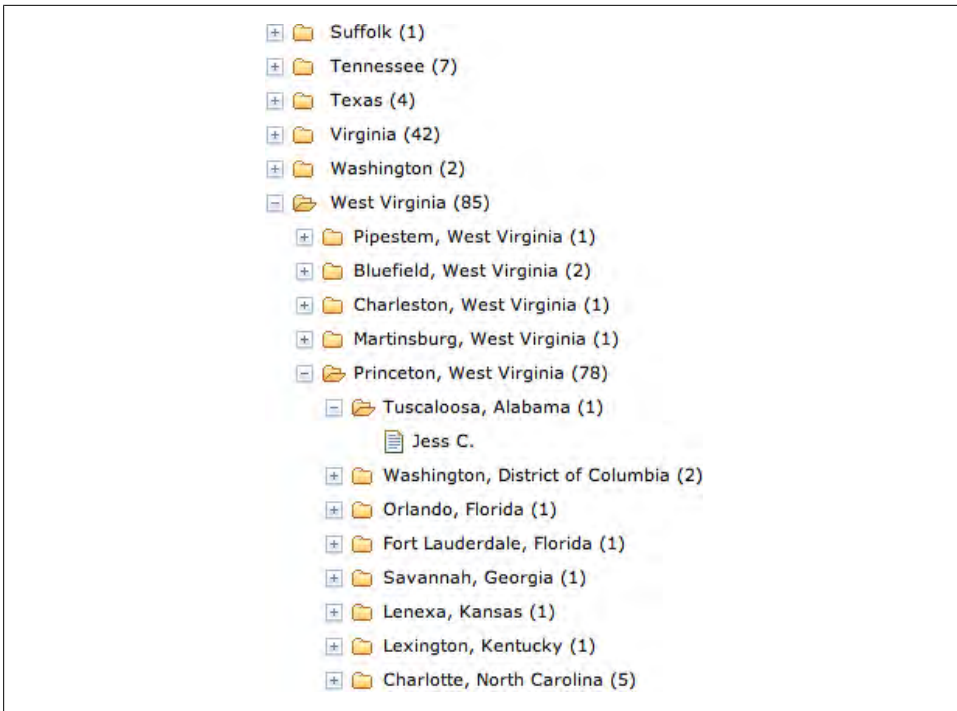 Suffolk (1)
Tennessee (7)
Texas (4)
Virginia (42)
Washington (2)
West Virginia (85)
Pipestem, West Virginia (1)
Bluefield, West Virginia (2)
Charleston, West Virginia (1)
Martinsburg, West Virginia (1)
Princeton, West Virginia (78)
Tuscaloosa, Alabama (1)
Jess C.
Washington, District of Columbia (2)
Orlando, Florida (1)
Fort Lauderdale, Florida (1)
Savannah, Georgia (1)
Lenexa, Kansas (1)
Lexington, Kentucky (1)
Charlotte, North Carolina (5)